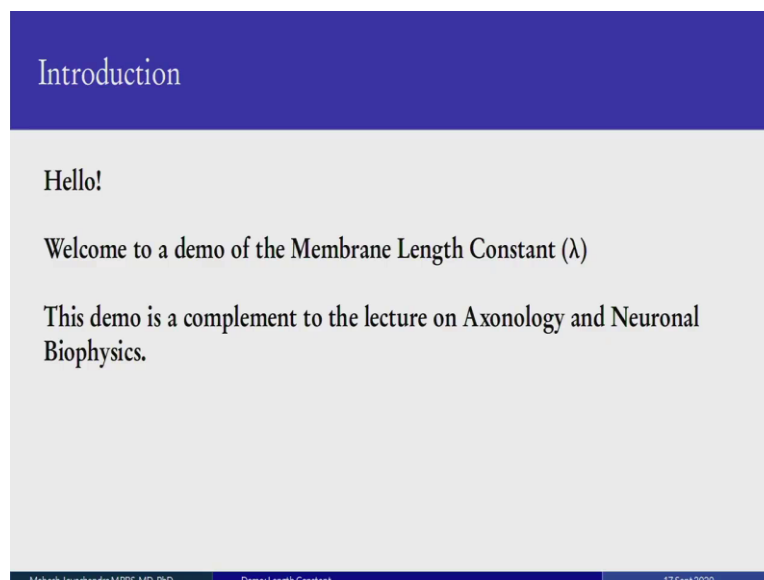 Introduction
Hello!
Welcome to a demo of the Membrane Length Constant (λ)
This demo is a complement to the lecture on Axonology and Neuronal
Biophysics.
Demo: Length Constant
17 Sept 2020